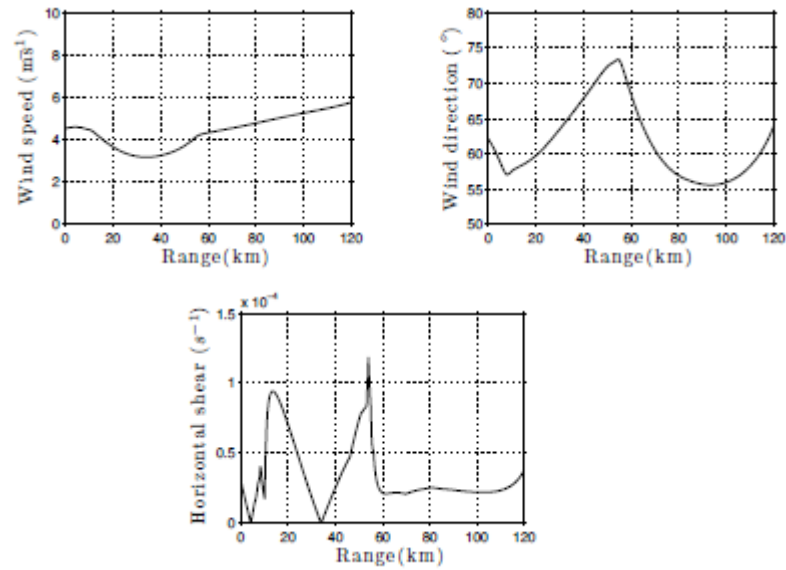 10
8
6
4
2
0
0 20 40 60 80 100 120
Range(km)
Wind speed (ms⁻¹)
80
75
70
65
60
55
50
0 20 40 60 80 100 120
Range(km)
Wind direction (°)
x 10⁻⁴
1.5
1
0.5
0
0 20 40 60 80 100 120
Range(km)
Horizontal shear (s⁻¹)